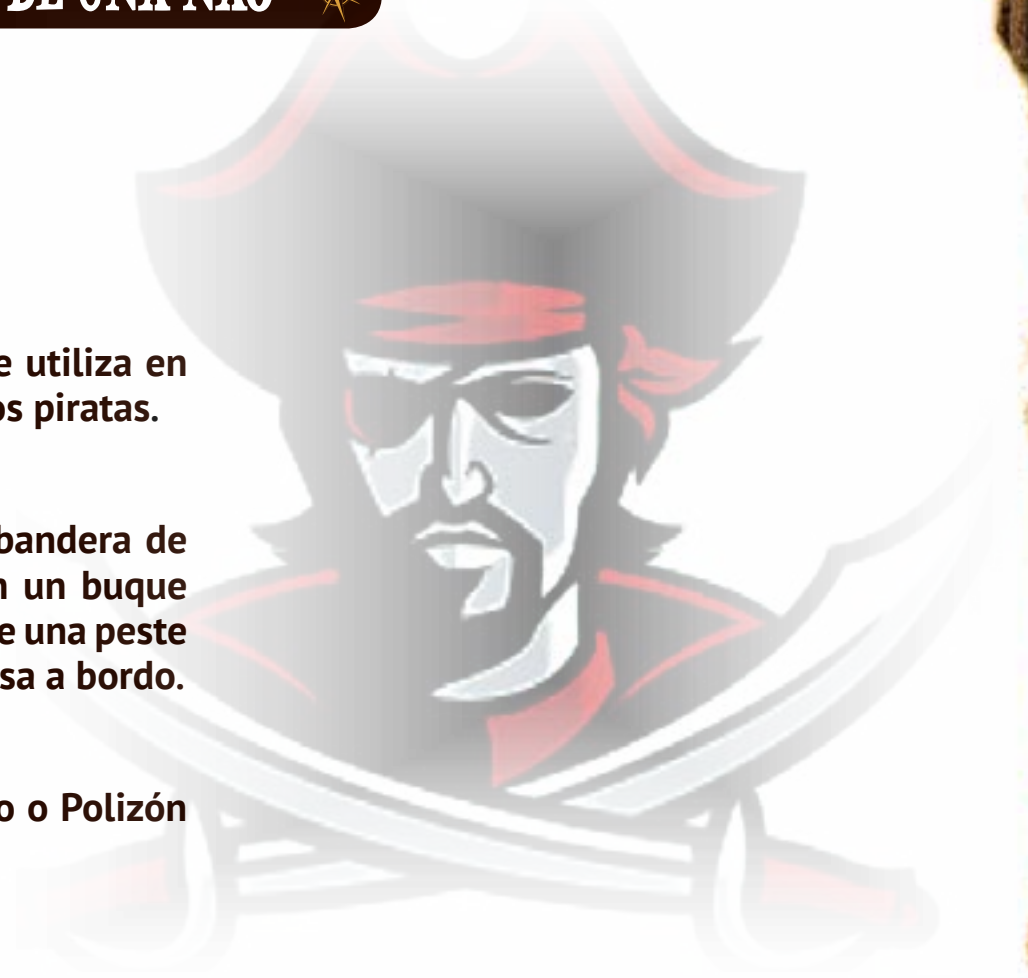 DE UNA NAO
e utiliza en
os piratas.
bandera de
n un buque
e una peste
sa a bordo.
o o Polizón